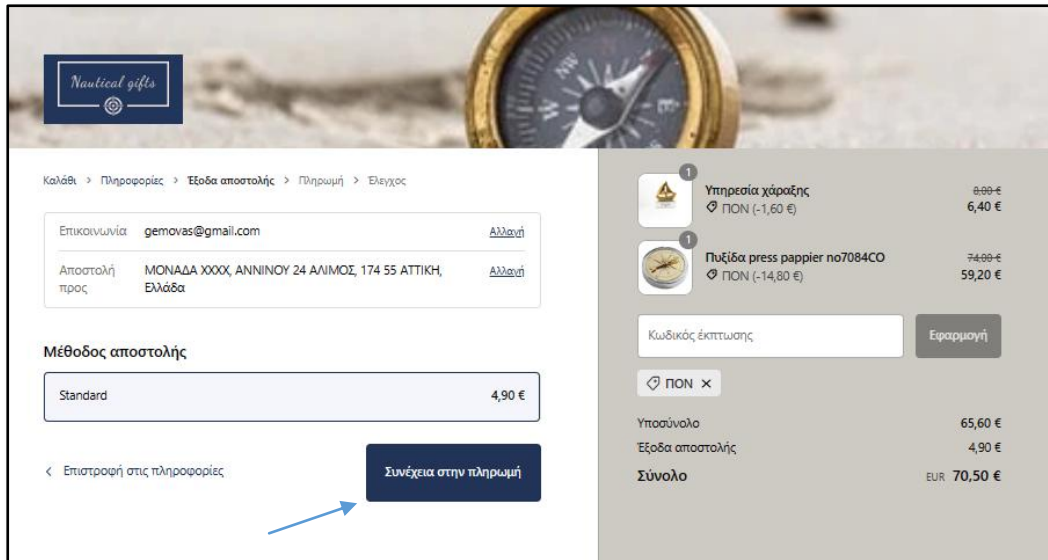 Nautical gifts
W NW N
S E
Καλάθι > Πληροφορίες > Έξοδα αποστολής > Πληρωμή > Έλεγχος
Επικοινωνία gemovas@gmail.com Αλλαγή
Αποστολή προς ΜΟΝΑΔΑ ΧΧΧΧ, ΑΝΝΙΝΟΥ 24 ΑΛΙΜΟΣ, 174 55 ΑΤΤΙΚΗ, Αλλαγή
Ελλάδα
Μέθοδος αποστολής
Standard 4,90 €
< Επιστροφή στις πληροφορίες
Συνέχεια στην πληρωμή
1
Υπηρεσία χάραξης 8,00 €
ΠΟΝ (-1,60 €) 6,40 €
1
Πυξίδα press pappier no7084CO 74,00 €
ΠΟΝ (-14,80 €) 59,20 €
Κωδικός έκπτωσης Εφαρμογή
ΠΟΝ ×
Υποσύνολο 65,60 €
Έξοδα αποστολής 4,90 €
Σύνολο EUR 70,50 €